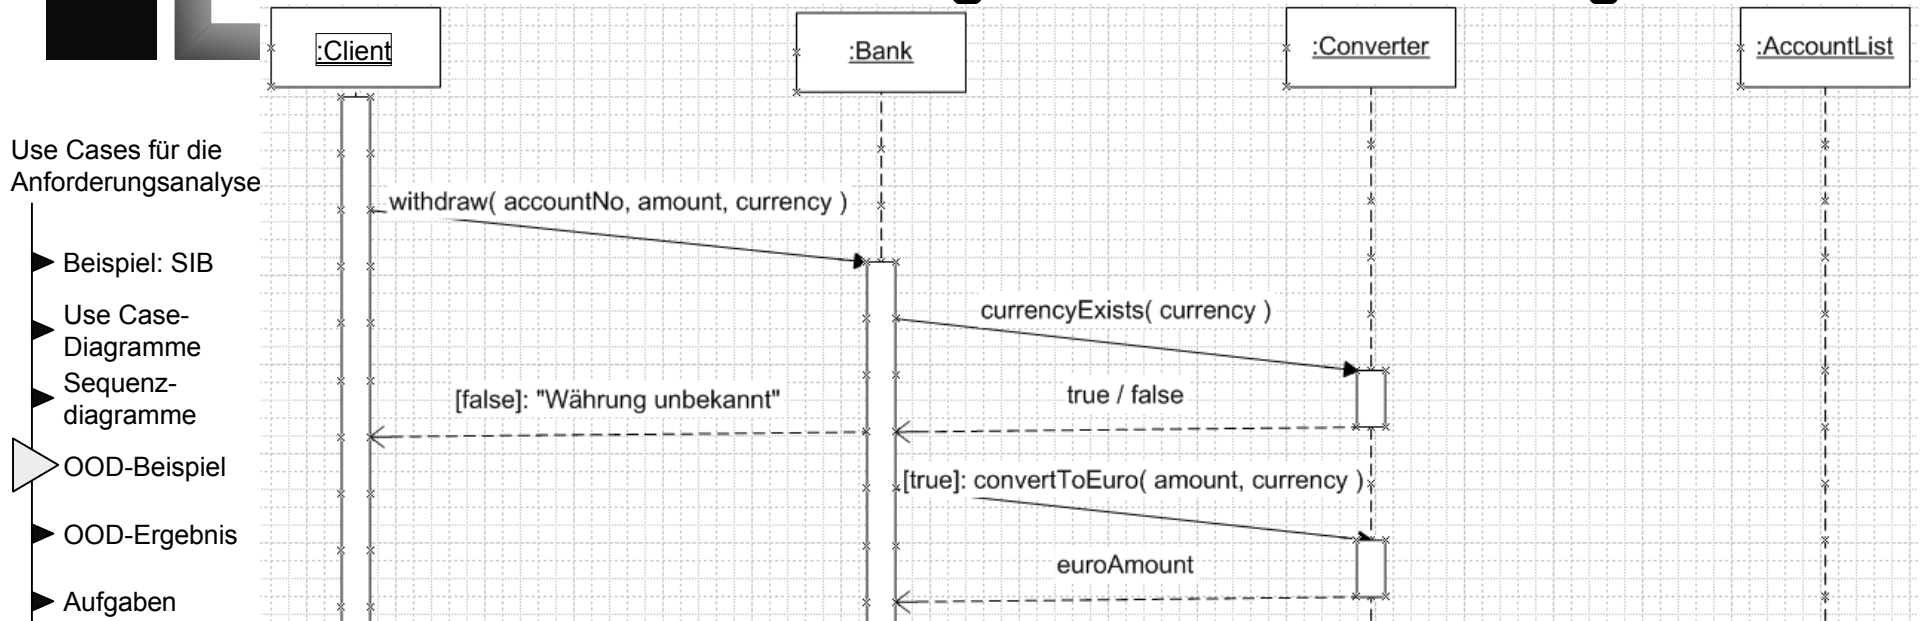 :Client
:Bank
:Converter
:AccountList
Use Cases für die
Anforderungsanalyse
Beispiel: SIB
Use Case-
Diagramme
Sequenz-
diagramme
OOD-Beispiel
OOD-Ergebnis
Aufgaben
withdraw( accountNo, amount, currency )
currencyExists( currency )
true / false
[false]: "Währung unbekannt"
[true]: convertToEuro( amount, currency )
euroAmount